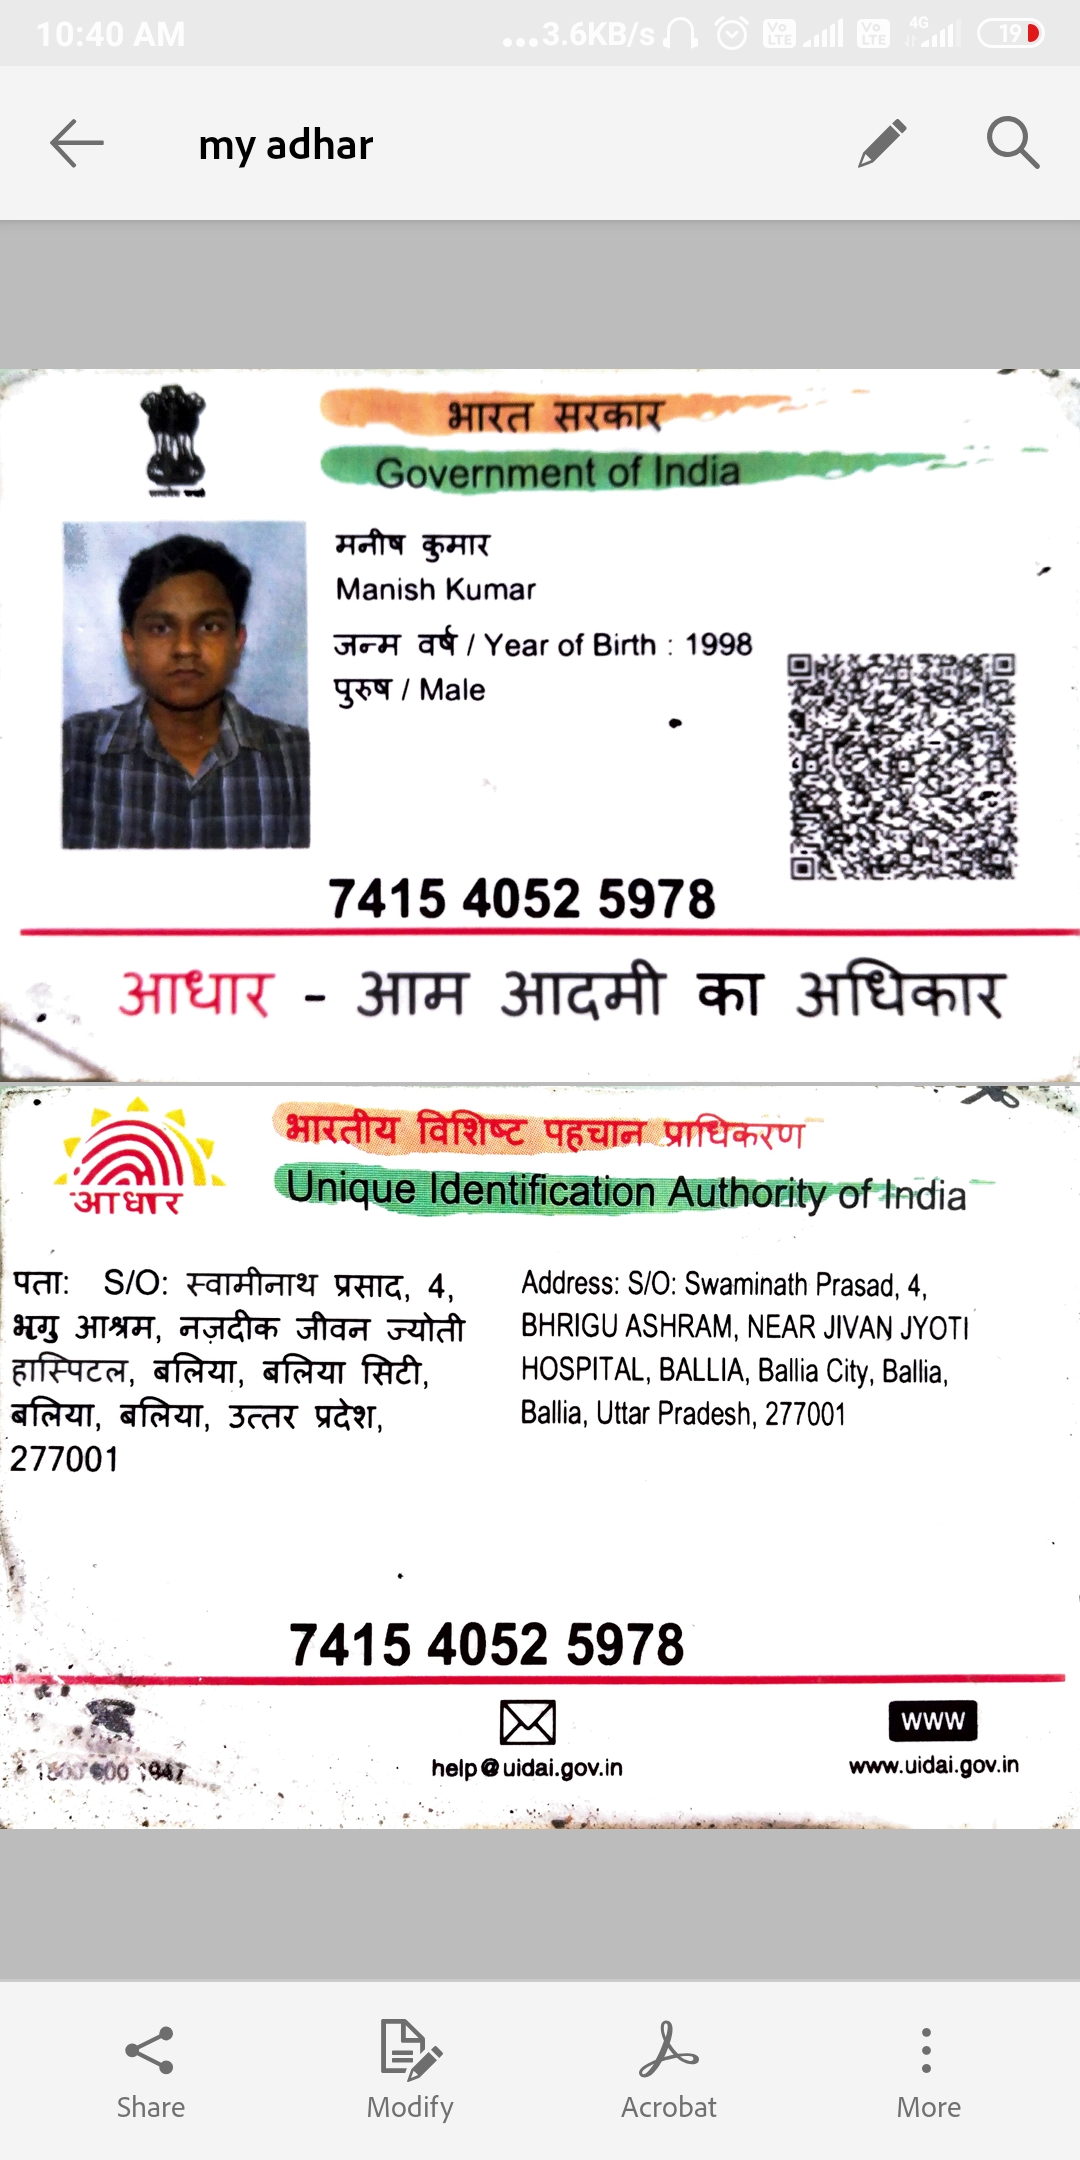 10:40 AM
...3.6KB/s
4G
19
my adhar
भारत सरकार
Government of India
मनीष कुमार
Manish Kumar
जन्म वर्ष / Year of Birth : 1998
पुरुष / Male
7415 4052 5978
आधार - आम आदमी का अधिकार
भारतीय विशिष्ट पहचान प्राधिकरण
Unique Identification Authority of India
आधार
पता: S/O: स्वामीनाथ प्रसाद, 4,
भृगु आश्रम, नज़दीक जीवन ज्योती
हास्पिटल, बलिया, बलिया सिटी,
बलिया, बलिया, उत्तर प्रदेश,
277001
Address: S/O: Swaminath Prasad, 4,
BHRIGU ASHRAM, NEAR JIVAN JYOTI
HOSPITAL, BALLIA, Ballia City, Ballia,
Ballia, Uttar Pradesh, 277001
7415 4052 5978
1947
help@uidai.gov.in
www
www.uidai.gov.in
Share
Modify
Acrobat
More